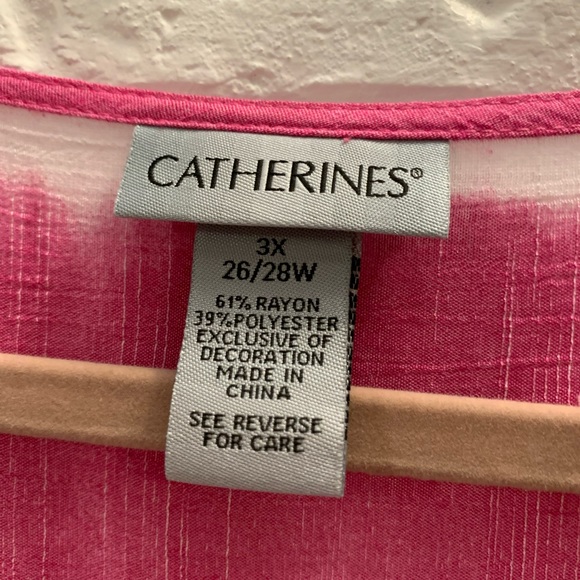 CATHERINES®
3X
26/28W
61% RAYON
39% POLYESTER
EXCLUSIVE OF
DECORATION
MADE IN
CHINA
SEE REVERSE
FOR CARE